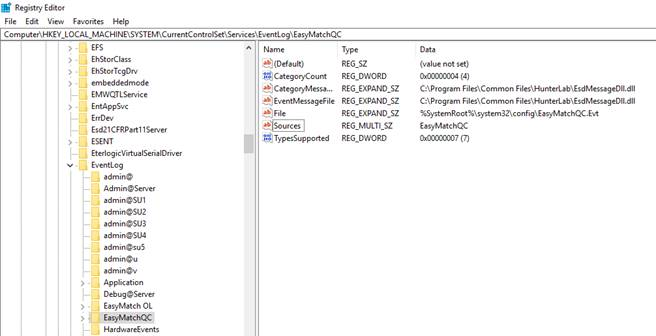 Registry Editor
File Edit View Favorites Help
Computer\HKEY_LOCAL_MACHINE\SYSTEM\CurrentControlSet\Services\EventLog\EasyMatchQC
EFS
EhStorClass
EhStorTcgDrv
embeddedmode
EMWQTLService
EntAppSvc
ErrDev
Esd21CFRPart11Server
ESENT
EterlogicVirtualSerialDriver
EventLog
admin@
Admin@Server
admin@SU1
admin@SU2
admin@SU3
admin@SU4
admin@su5
admin@u
admin@v
Application
Debug@Server
EasyMatch OL
EasyMatchQC
HardwareEvents
Name Type Data
(Default) REG_SZ (value not set)
CategoryCount REG_DWORD 0x00000004 (4)
CategoryMessa... REG_EXPAND_SZ C:\Program Files\Common Files\HunterLab\EsdMessageDll.dll
EventMessageFile REG_EXPAND_SZ C:\Program Files\Common Files\HunterLab\EsdMessageDll.dll
File REG_EXPAND_SZ %SystemRoot%\system32\config\EasyMatchQC.Evt
Sources REG_MULTI_SZ EasyMatchQC
TypesSupported REG_DWORD 0x00000007 (7)